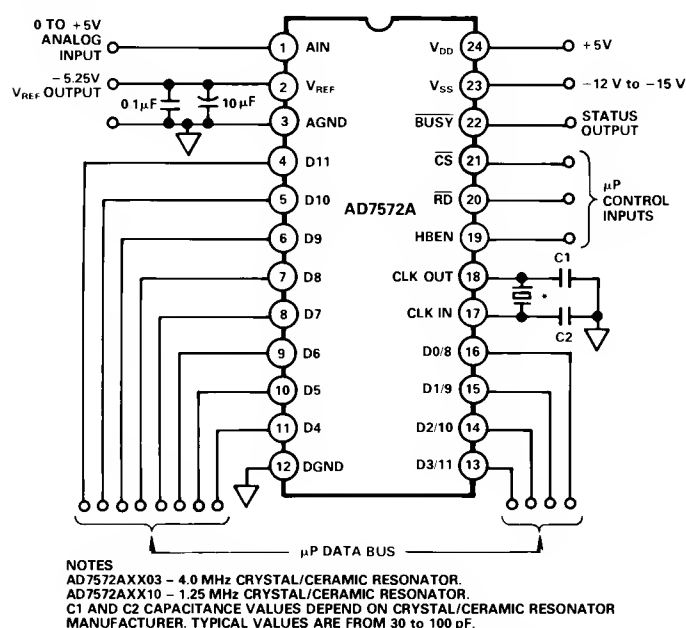 0 TO +5V
ANALOG
INPUT
-5.25V
VREF OUTPUT
0 1μF
10 μF
1 AIN
2 VREF
3 AGND
4 D11
5 D10
6 D9
7 D8
8 D7
9 D6
10 D5
11 D4
12 DGND
AD7572A
VDD 24
VSS 23
BUSY 22
CS 21
RD 20
HBEN 19
CLK OUT 18
CLK IN 17
D0/8 16
D1/9 15
D2/10 14
D3/11 13
+5V
-12 V to -15 V
STATUS
OUTPUT
μP
CONTROL
INPUTS
C1
*
C2
μP DATA BUS
NOTES
AD7572AXX03 – 4.0 MHz CRYSTAL/CERAMIC RESONATOR.
AD7572AXX10 – 1.25 MHz CRYSTAL/CERAMIC RESONATOR.
C1 AND C2 CAPACITANCE VALUES DEPEND ON CRYSTAL/CERAMIC RESONATOR
MANUFACTURER. TYPICAL VALUES ARE FROM 30 to 100 pF.